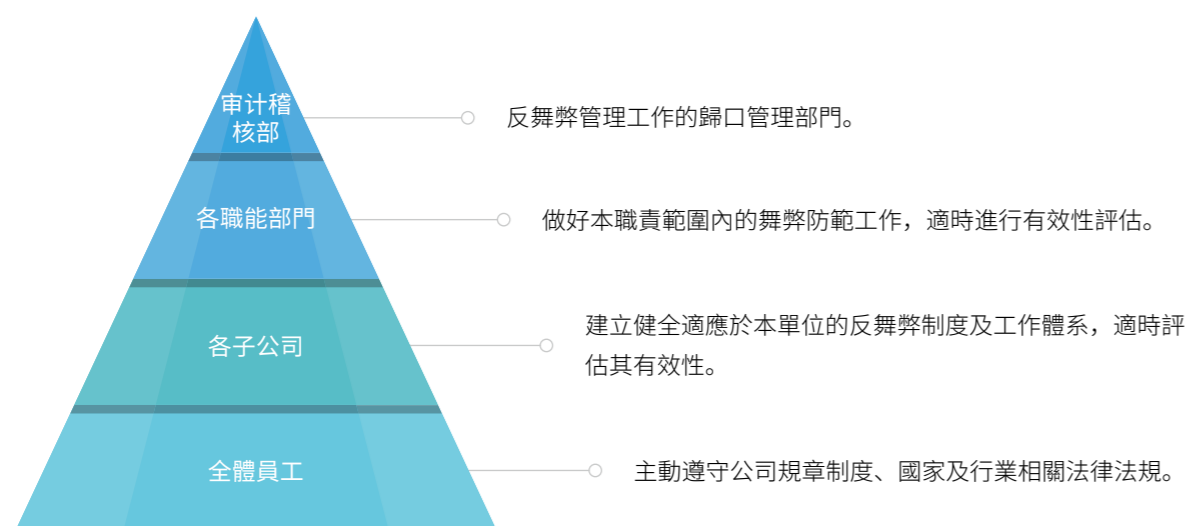 审计稽
核部
反舞弊管理工作的歸口管理部門。
各職能部門
做好本職責範圍內的舞弊防範工作，適時進行有效性評估。
各子公司
建立健全適應於本單位的反舞弊制度及工作體系，適時評
估其有效性。
全體員工
主動遵守公司規章制度、國家及行業相關法律法規。